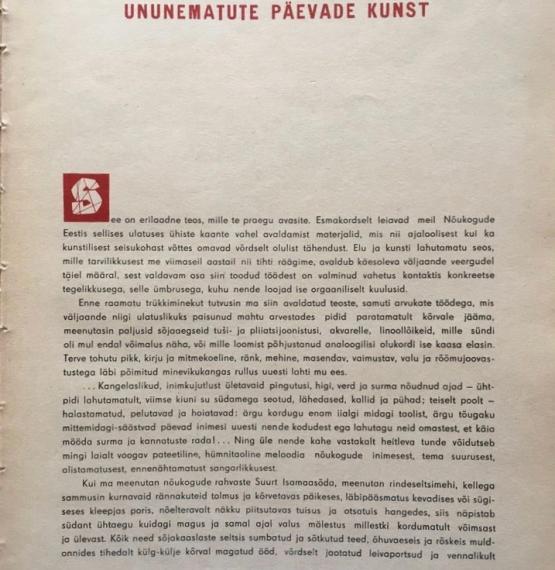 UNUNEMATUTE PÄEVADE KUNST
See on erilaadne teos, mille te praegu avasite. Esmakordselt leiavad meil Nõukogude
Eestis sellises ulatuses ühiste kaante vahel avaldamist materjalid, mis nii ajaloolisest kui ka
kunstilisest seisukohast võttes omavad võrdselt olulist tähendust. Elu ja kunsti lahutamatu seos,
mille tarvilikkusest me viimaseil aastail nii tihti räägime, avaldub käesoleva väljaande veergudel
täiel määral, sest valdavam osa siin toodud töödest on valminud vahetus kontaktis konkreetse
tegelikkusega, selle ümbrusega, kuhu nende loojad ise orgaaniliselt kuulusid.
Enne raamatu trükkiminekut tutvusin ma siin avaldatud teoste, samuti arvukate töödega, mis
väljaande niigi ulatuslikuks paisunud mahtu arvestades pidid paratamatult kõrvale jääma,
meenutasin paljusid sõjaaegseid tuši- ja pliiatsijoonistusi, akvarelle, linoollõikeid, mille sündi
oli mul endal võimalus näha, või mille loomist põhjustanud analoogilisi olukordi ise kaasa elasin.
Terve tohutu pikk, kirju ja mitmekoeline, ränk, mehine, masendav, vaimustav, valu ja rõõmujoovas-
tustega läbi põimitud minevikukangas rullus uuesti lahti mu ees.
... Kangelaslikud, inimkujutlust ületavaid pingutusi, higi, verd ja surma nõudnud ajad – üht-
pidi lahutamatult, viimse kiuni su südamega seotud, lähedased, kallid ja pühad; teiselt poolt –
halastamatud, pelutavad ja hoiatavad: ärgu kordugu enam iialgi midagi toolist, ärgu tõugaku
mittemidagi-säästvad päevad inimesi uuesti nende kodudest ega lahutagu neid omastest, et käia
mööda surma ja kannatuste rada!... Ning üle nende kahe vastakalt heitleva tunde võidutseb
mingi laialt voogav pateetiline, hümnitaoline meloodia nõukogude inimesest, tema suurusest,
alistamatusest, ennenähtamatust sangarlikkusest.
Kui ma meenutan nõukogude rahvaste Suurt Isamaasõda, meenutan rindeseltsimehi, kellega
sammusin kurnavaid rännakuteid tolmus ja kõrvetavas päikeses, läbipääsmatus kevadises või sügi-
seses kleepjas poris, nõelteravalt näkku piitsutavas tuisus ja otsatuis hangedes, siis näpistab
südant ühtaegu kuidagi magus ja samal ajal valus mälestus millestki kordumatult võimsast
ja ülevast. Kõik need sõjakaaslaste seltsis sumbatud ja sõtkutud teed, õhuvaeseis ja rõskeis muld-
onnides tihedalt külg-külje kõrval magatud ööd, võrdselt jaotatud leivaportsud ja vennalikult